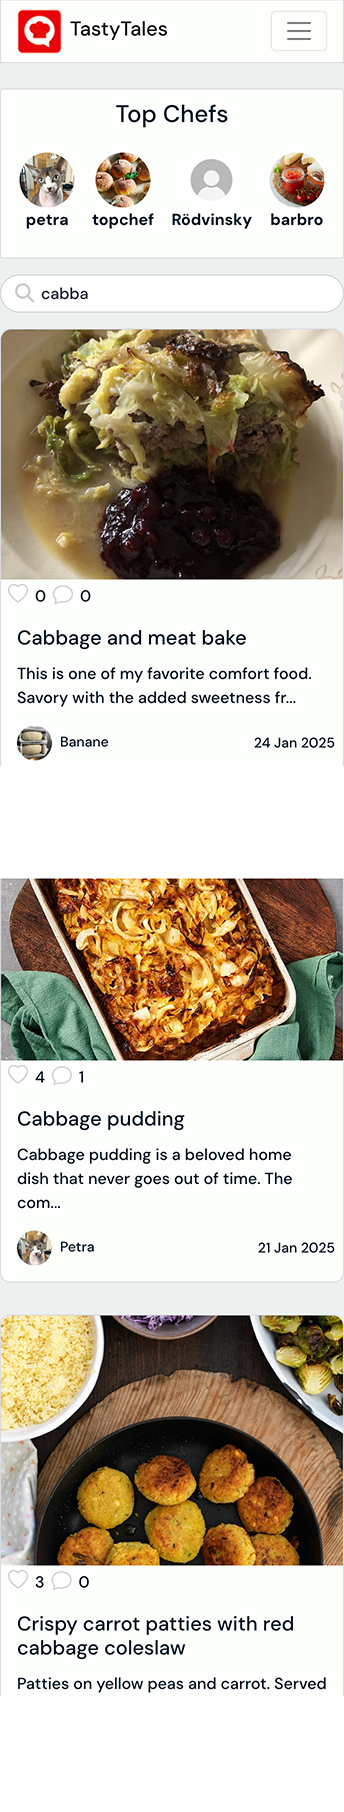 TastyTales
Top Chefs
petra topchef Rödvinsky barbro
cabba
0 0
Cabbage and meat bake
This is one of my favorite comfort food.
Savory with the added sweetness fr...
Banane 24 Jan 2025
4 1
Cabbage pudding
Cabbage pudding is a beloved home
dish that never goes out of time. The
com...
Petra 21 Jan 2025
3 0
Crispy carrot patties with red
cabbage coleslaw
Patties on yellow peas and carrot. Served